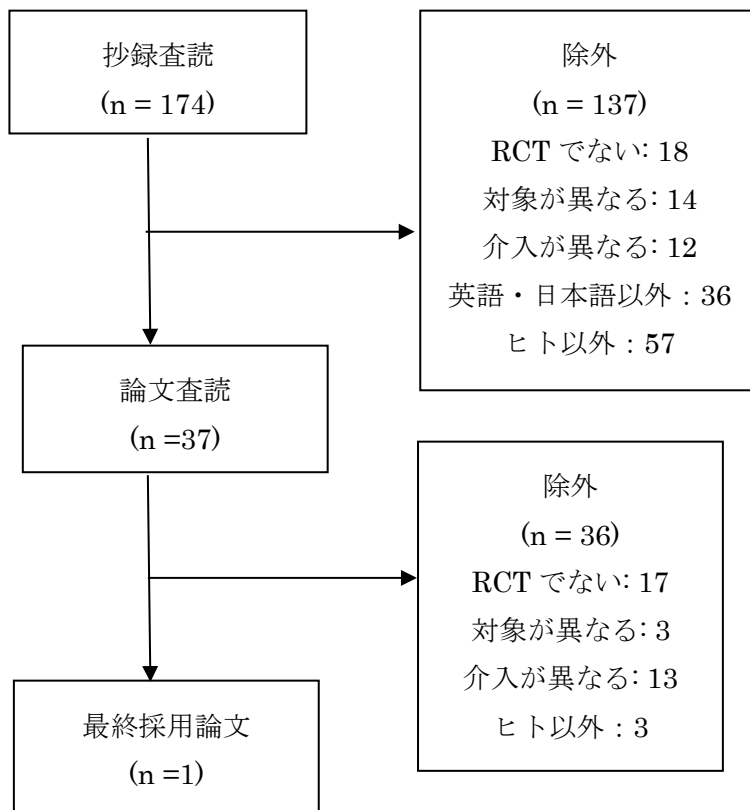 抄録査読
(n = 174)
除外
(n = 137)
RCT でない: 18
対象が異なる: 14
介入が異なる: 12
英語・日本語以外：36
ヒト以外：57
論文査読
(n =37)
除外
(n = 36)
RCT でない: 17
対象が異なる: 3
介入が異なる: 13
ヒト以外：3
最終採用論文
(n =1)